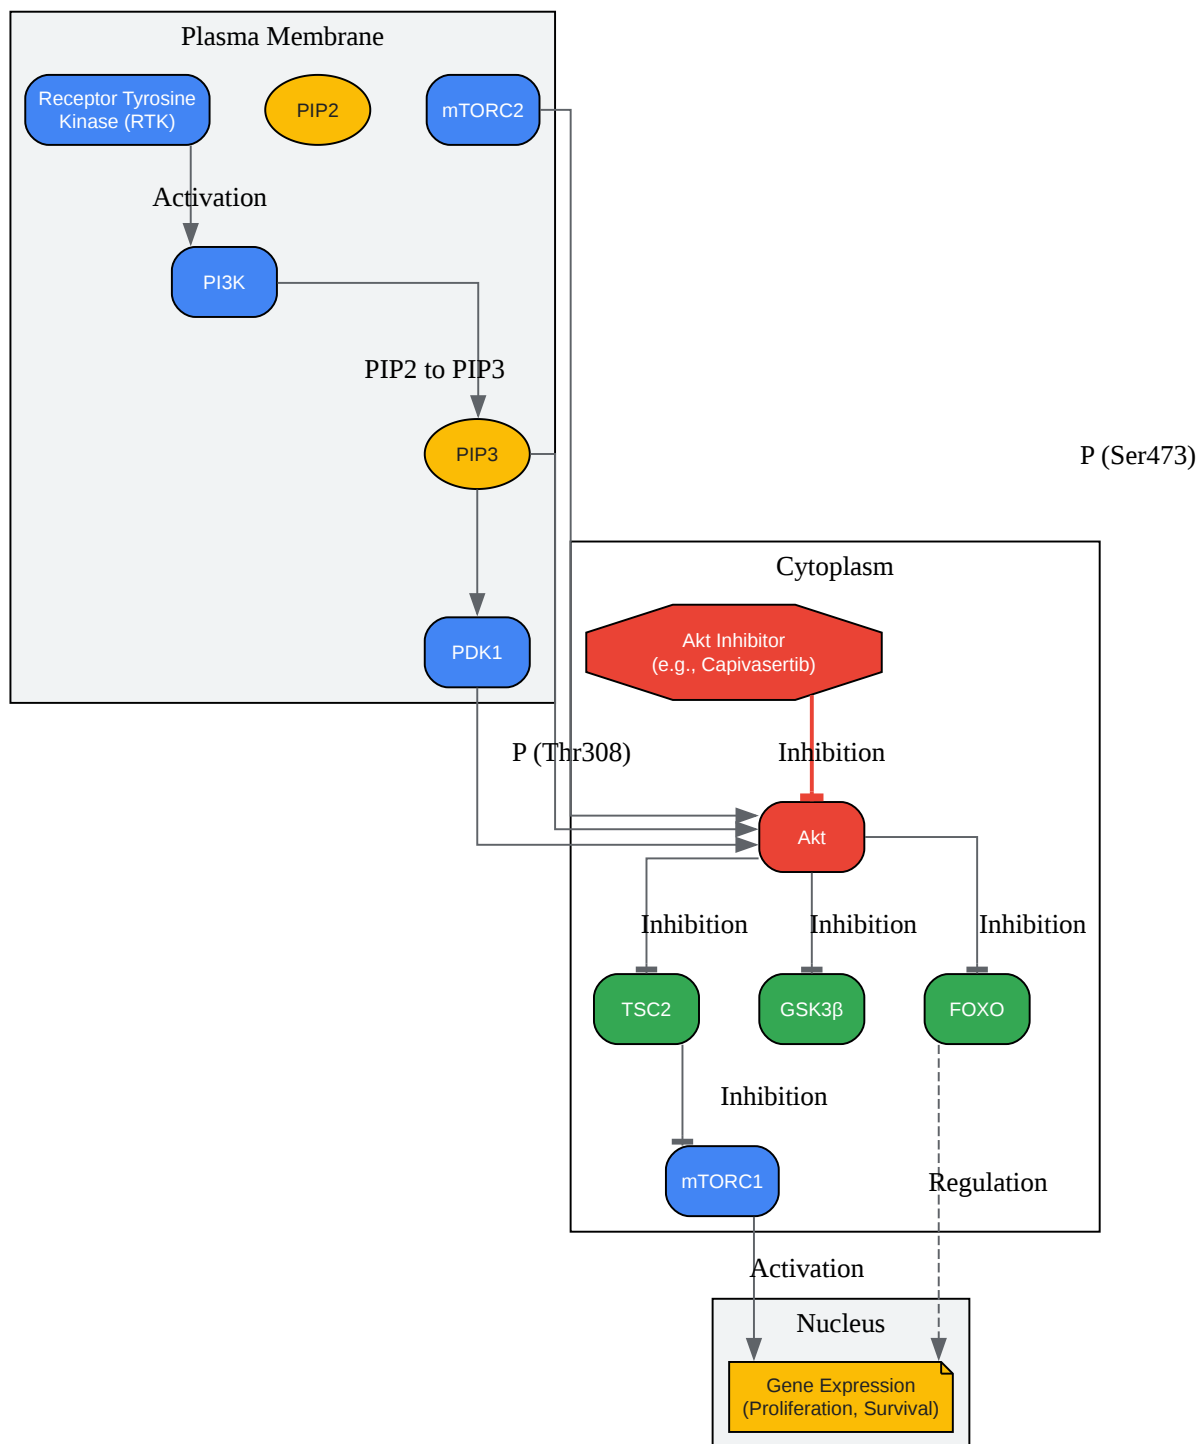 Plasma Membrane
Receptor Tyrosine
Kinase (RTK)
PIP2
mTORC2
Activation
PI3K
PIP2 to PIP3
PIP3
P (Ser473)
Cytoplasm
Akt Inhibitor
(e.g., Capivasertib)
PDK1
P (Thr308)
Inhibition
Akt
Inhibition
Inhibition
Inhibition
TSC2
GSK3β
FOXO
Inhibition
mTORC1
Regulation
Activation
Nucleus
Gene Expression
(Proliferation, Survival)